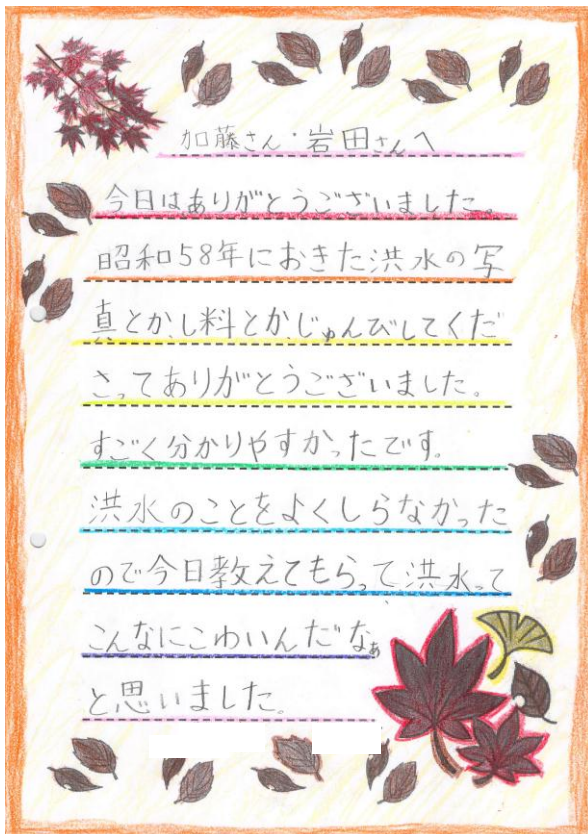 加藤さん・岩田さんへ
今日はありがとうございました。
昭和58年におきた洪水の写
真とか、し料とか、じゅんびしてくだ
さってありがとうございました。
すごく分かりやすかったです。
洪水のことをよくしらなかった
ので今日教えてもらって、洪水って
こんなにこわいんだなぁ
と思いました。